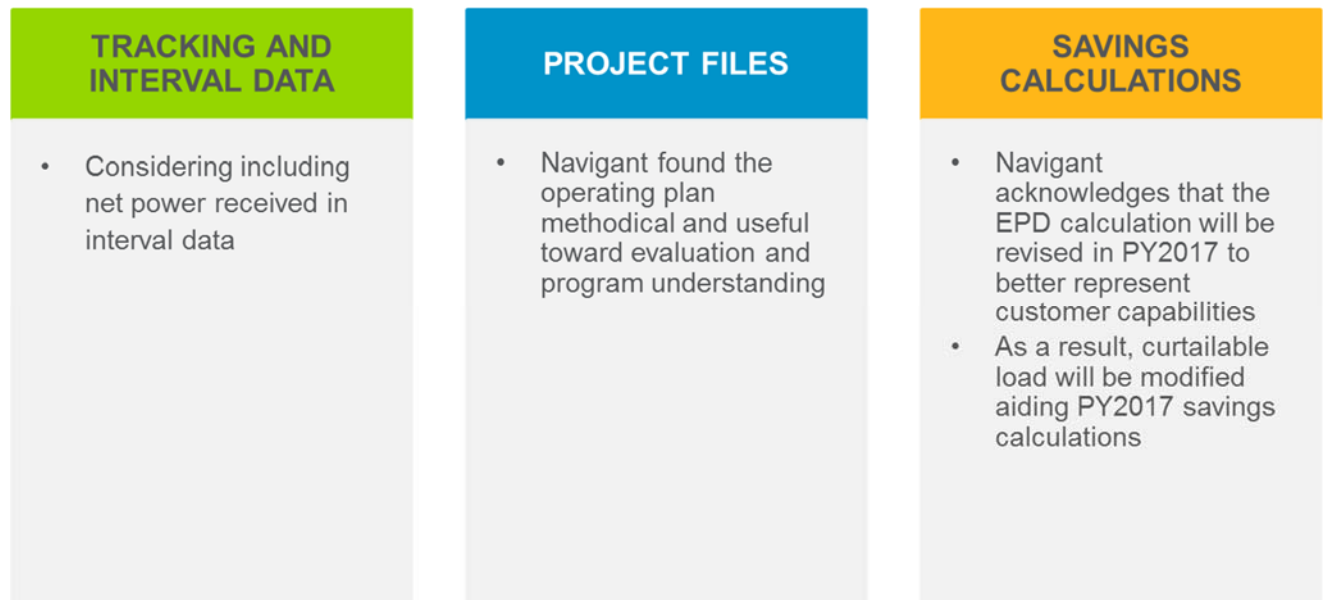 TRACKING AND
INTERVAL DATA
• Considering including
net power received in
interval data
PROJECT FILES
• Navigant found the
operating plan
methodical and useful
toward evaluation and
program understanding
SAVINGS
CALCULATIONS
• Navigant
acknowledges that the
EPD calculation will be
revised in PY2017 to
better represent
customer capabilities
• As a result, curtailable
load will be modified
aiding PY2017 savings
calculations